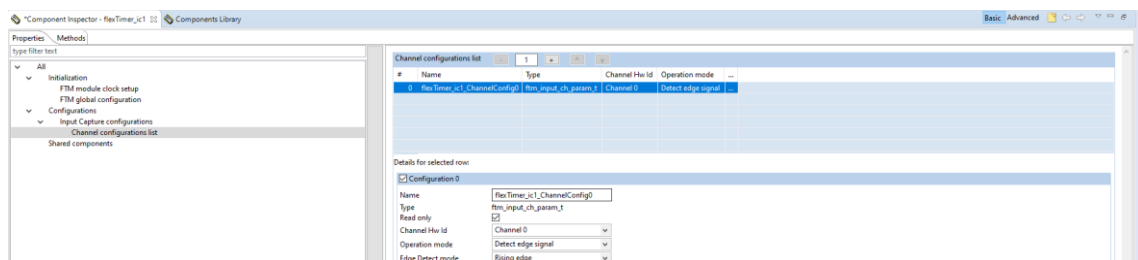 *Component Inspector - flexTimer_ic1 Components Library Basic Advanced
Properties Methods
type filter text
All
Initialization
FTM module clock setup
FTM global configuration
Configurations
Input Capture configurations
Channel configurations list
Shared components
Channel configurations list - 1 +
# Name Type Channel Hw Id Operation mode ...
0 flexTimer_ic1_ChannelConfig0 ftm_input_ch_param_t Channel 0 Detect edge signal ...
Details for selected row:
Configuration 0
Name flexTimer_ic1_ChannelConfig0
Type ftm_input_ch_param_t
Read only
Channel Hw Id Channel 0
Operation mode Detect edge signal
Edge Detect mode Rising edge